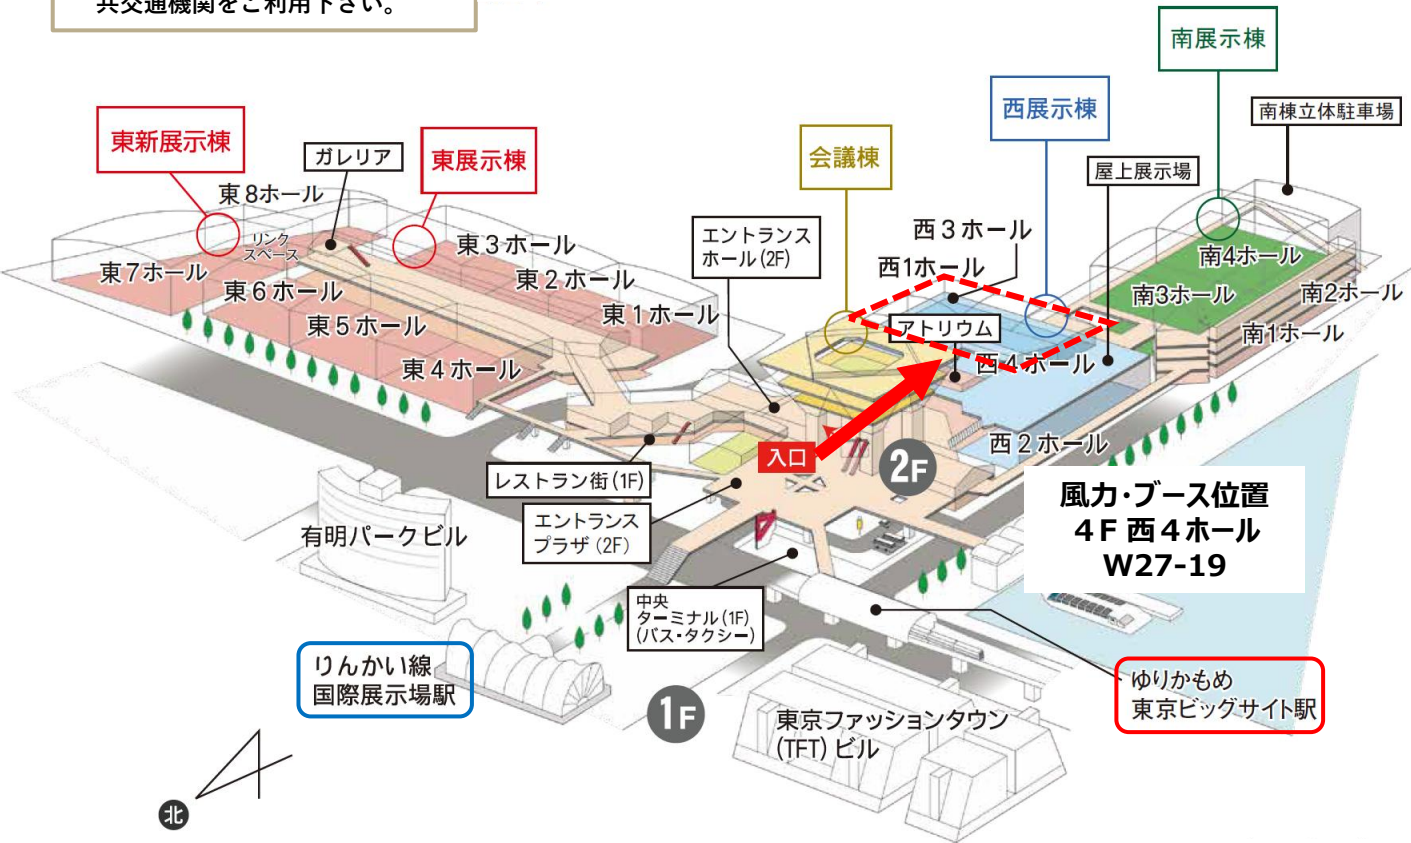 共交通機関をご利用下さい。
南展示棟
西展示棟
南棟立体駐車場
東新展示棟
ガレリア
東展示棟
会議棟
屋上展示場
東8ホール
リンク
スペース
東7ホール
東6ホール
東5ホール
東4ホール
東3ホール
東2ホール
東1ホール
エントランス
ホール(2F)
西3ホール
西1ホール
アトリウム
西4ホール
西2ホール
南4ホール
南3ホール
南2ホール
南1ホール
入口
2F
レストラン街(1F)
エントランス
プラザ(2F)
有明パークビル
風力・ブース位置
4F 西4ホール
W27-19
中央
ターミナル(1F)
(バス・タクシー)
りんかい線
国際展示場駅
1F
東京ファッションタウン
(TFT)ビル
ゆりかもめ
東京ビッグサイト駅
北